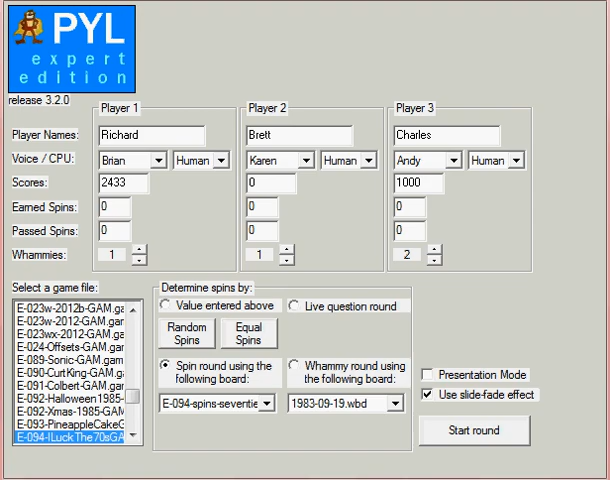 PYL
expert
edition
release 3.2.0
Player 1
Player 2
Player 3
Player Names:
Richard
Brett
Charles
Voice / CPU:
Brian
Human
Karen
Human
Andy
Human
Scores:
2433
0
1000
Earned Spins:
0
0
0
Passed Spins:
0
0
0
Whammies:
1
1
2
Select a game file:
E-023w-2012b-GAM.ga
E-023w-2012-GAM.gar
E-023wx-2012-GAM.ga
E-024-Offsets-GAM.gar
E-089-Sonic-GAM.gam
E-090-CurtKing-GAM.ga
E-091-Colbert-GAM.gan
E-092-Halloween1985-
E-092-Xmas-1985-GAM
E-093-PineappleCakeG
E-094-ILuckThe70sGA
Determine spins by:
Value entered above
Live question round
Random
Spins
Equal
Spins
Spin round using the
following board:
Whammy round using
the following board:
E-094-spins-seventie
1983-09-19.wbd
Presentation Mode
Use slide-fade effect
Start round